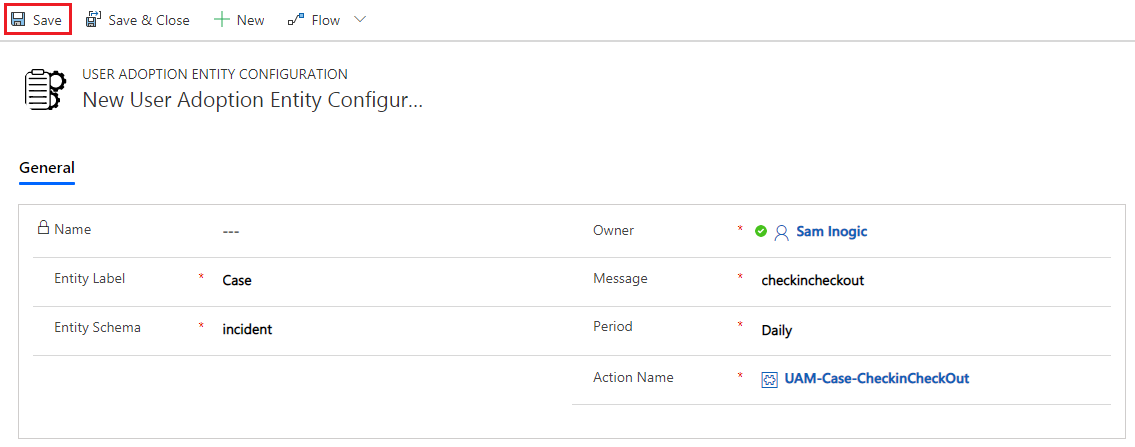 Save Save & Close New Flow
USER ADOPTION ENTITY CONFIGURATION
New User Adoption Entity Configur...
General
Name --- Owner * Sam Inogic
Entity Label * Case Message * checkincheckout
Entity Schema * incident Period * Daily
Action Name * UAM-Case-CheckinCheckOut